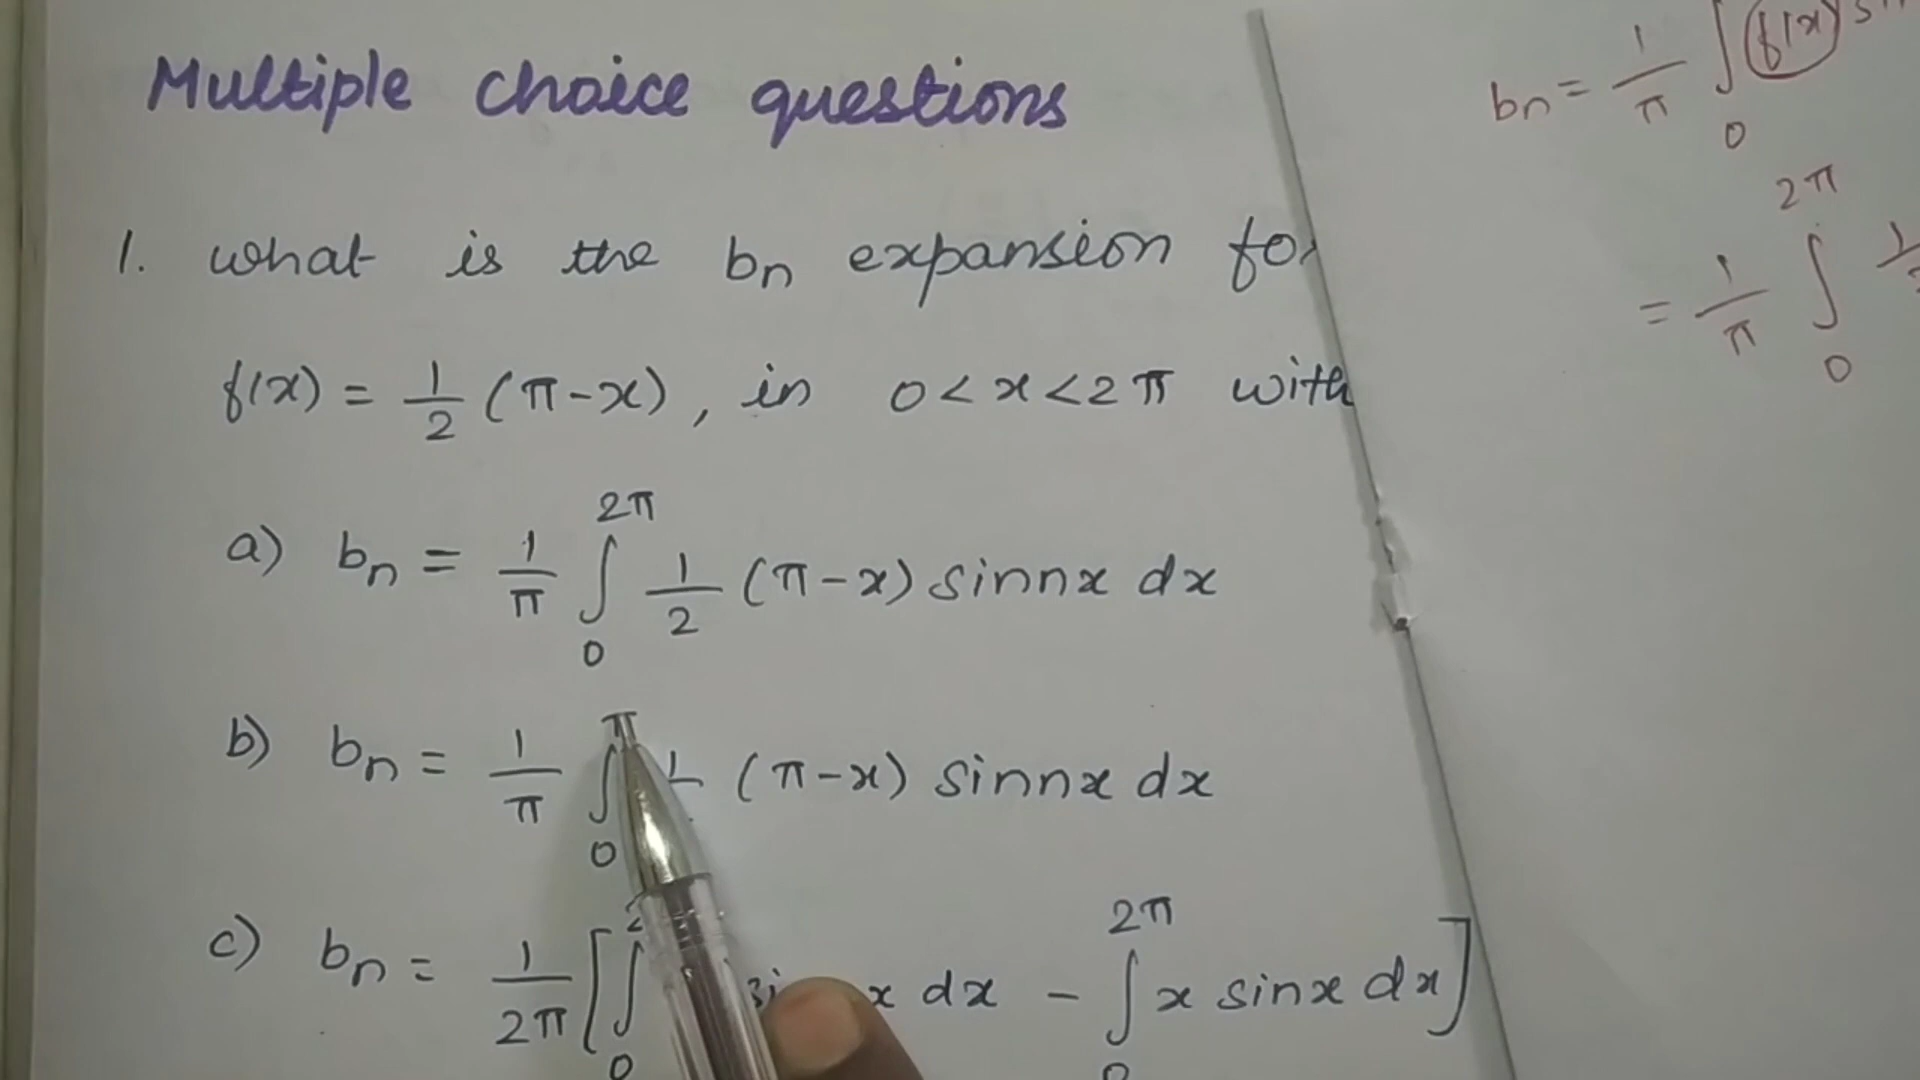 Multiple choice questions
1. what is the bn expansion for
f(x) = 1/2 (π-x), in 0<x<2π with
a) bn = 1/π ∫₀^2π 1/2 (π-x) sinnx dx
b) bn = 1/π ∫₀^π (π-x) sinnx dx
c) bn = 1/2π [∫₀ x dx - ∫₀^2π x sinx dx]
bn = 1/π ∫₀ f(x)
= 1/π ∫₀^2π